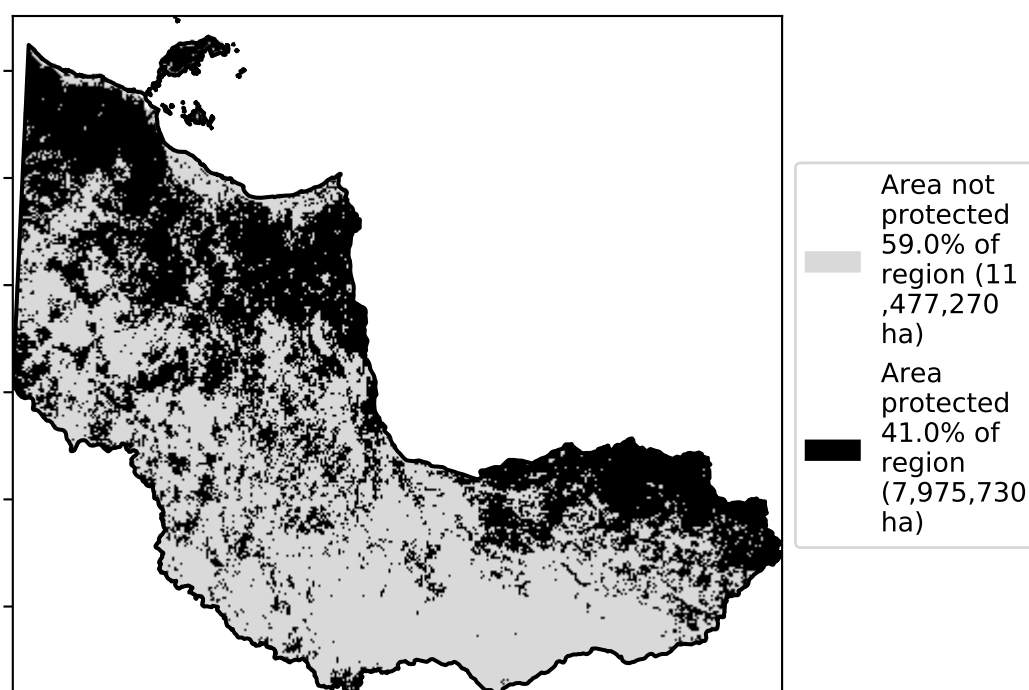 Area not
protected
59.0% of
region (11
,477,270
ha)
Area
protected
41.0% of
region
(7,975,730
ha)